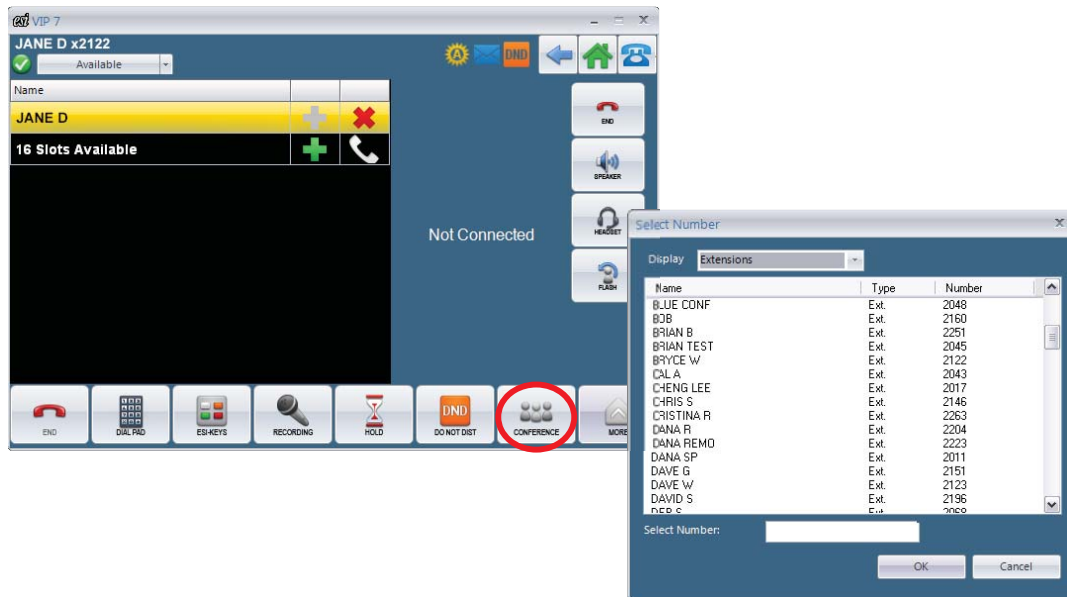 esi VIP 7
JANE D x2122
Available
A
DND
Name
JANE D
16 Slots Available
Not Connected
END
SPEAKER
HEADSET
FLASH
END
DIAL PAD
ESI-KEYS
RECORDING
HOLD
DND
DO NOT DIST
CONFERENCE
MORE
Select Number
Display Extensions
Name Type Number
BLUE CONF Ext. 2048
BOB Ext. 2160
BRIAN B Ext. 2251
BRIAN TEST Ext. 2045
BRYCE W Ext. 2122
CAL A Ext. 2043
CHENG LEE Ext. 2017
CHRIS S Ext. 2146
CRISTINA R Ext. 2263
DANA R Ext. 2204
DANA REMO Ext. 2223
DANA SP Ext. 2011
DAVE G Ext. 2151
DAVE W Ext. 2123
DAVID S Ext. 2196
DEB S Ext. 2068
Select Number:
OK Cancel